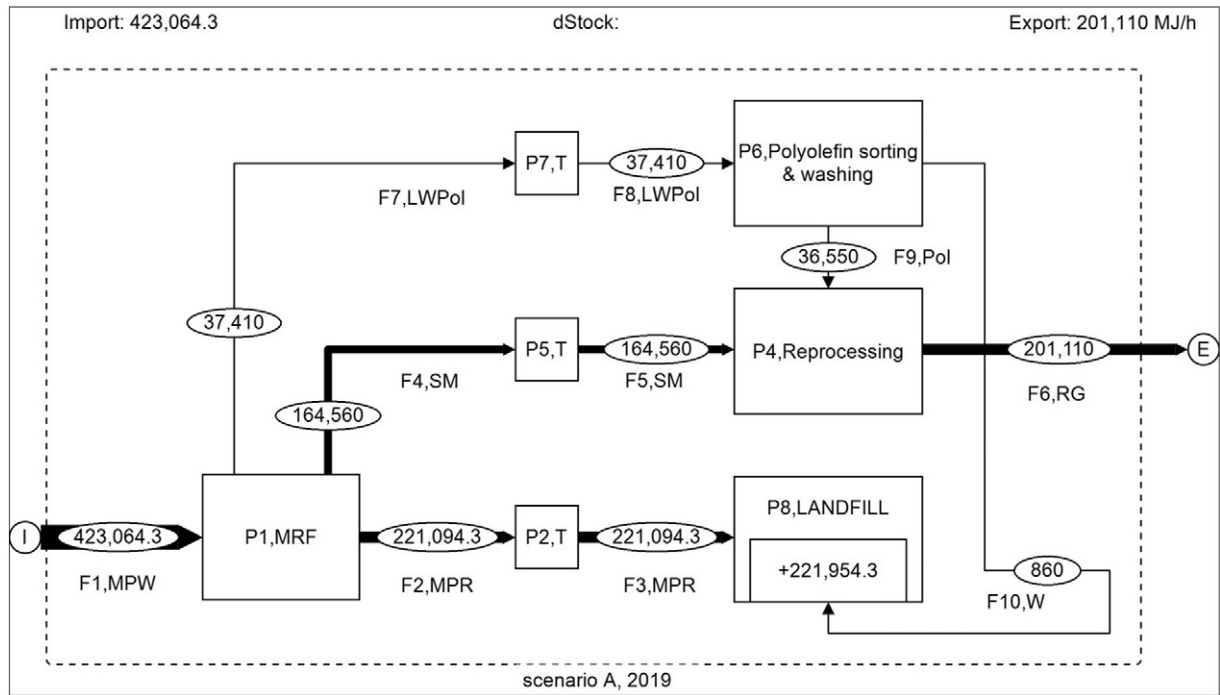 Import: 423,064.3
dStock:
Export: 201,110 MJ/h
P7,T
37,410
P6,Polyolefin sorting
& washing
F7,LWPol
F8,LWPol
36,550
F9,Pol
37,410
P5,T
164,560
P4,Reprocessing
201,110
E
F4,SM
F5,SM
F6,RG
164,560
P8,LANDFILL
I
423,064.3
P1,MRF
221,094.3
P2,T
221,094.3
+221,954.3
860
F1,MPW
F2,MPR
F3,MPR
F10,W
scenario A, 2019